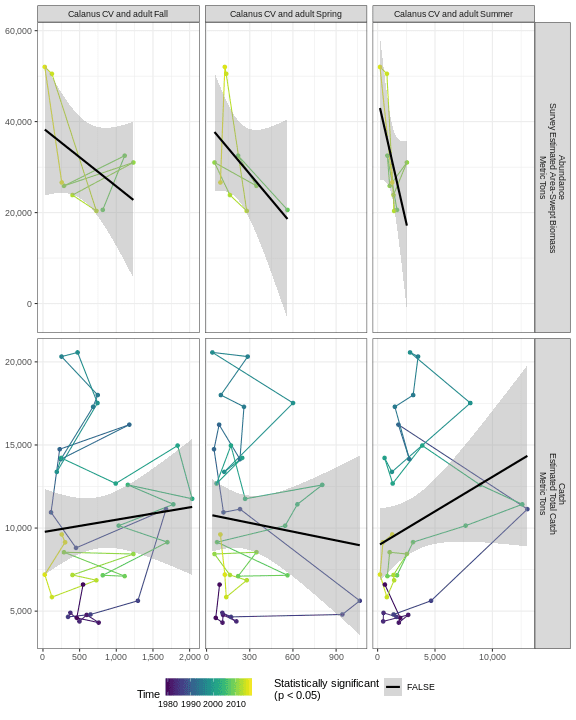 Calanus CV and adult Fall
Calanus CV and adult Spring
Calanus CV and adult Summer
60,000
40,000
20,000
0
Abundance
Survey Estimated Area-Swept Biomass
Metric Tons
20,000
15,000
10,000
5,000
Catch
Estimated Total Catch
Metric Tons
0 500 1,000 1,500 2,000
0 300 600 900
0 5,000 10,000
Time
1980 1990 2000 2010
Statistically significant
(p < 0.05)
FALSE